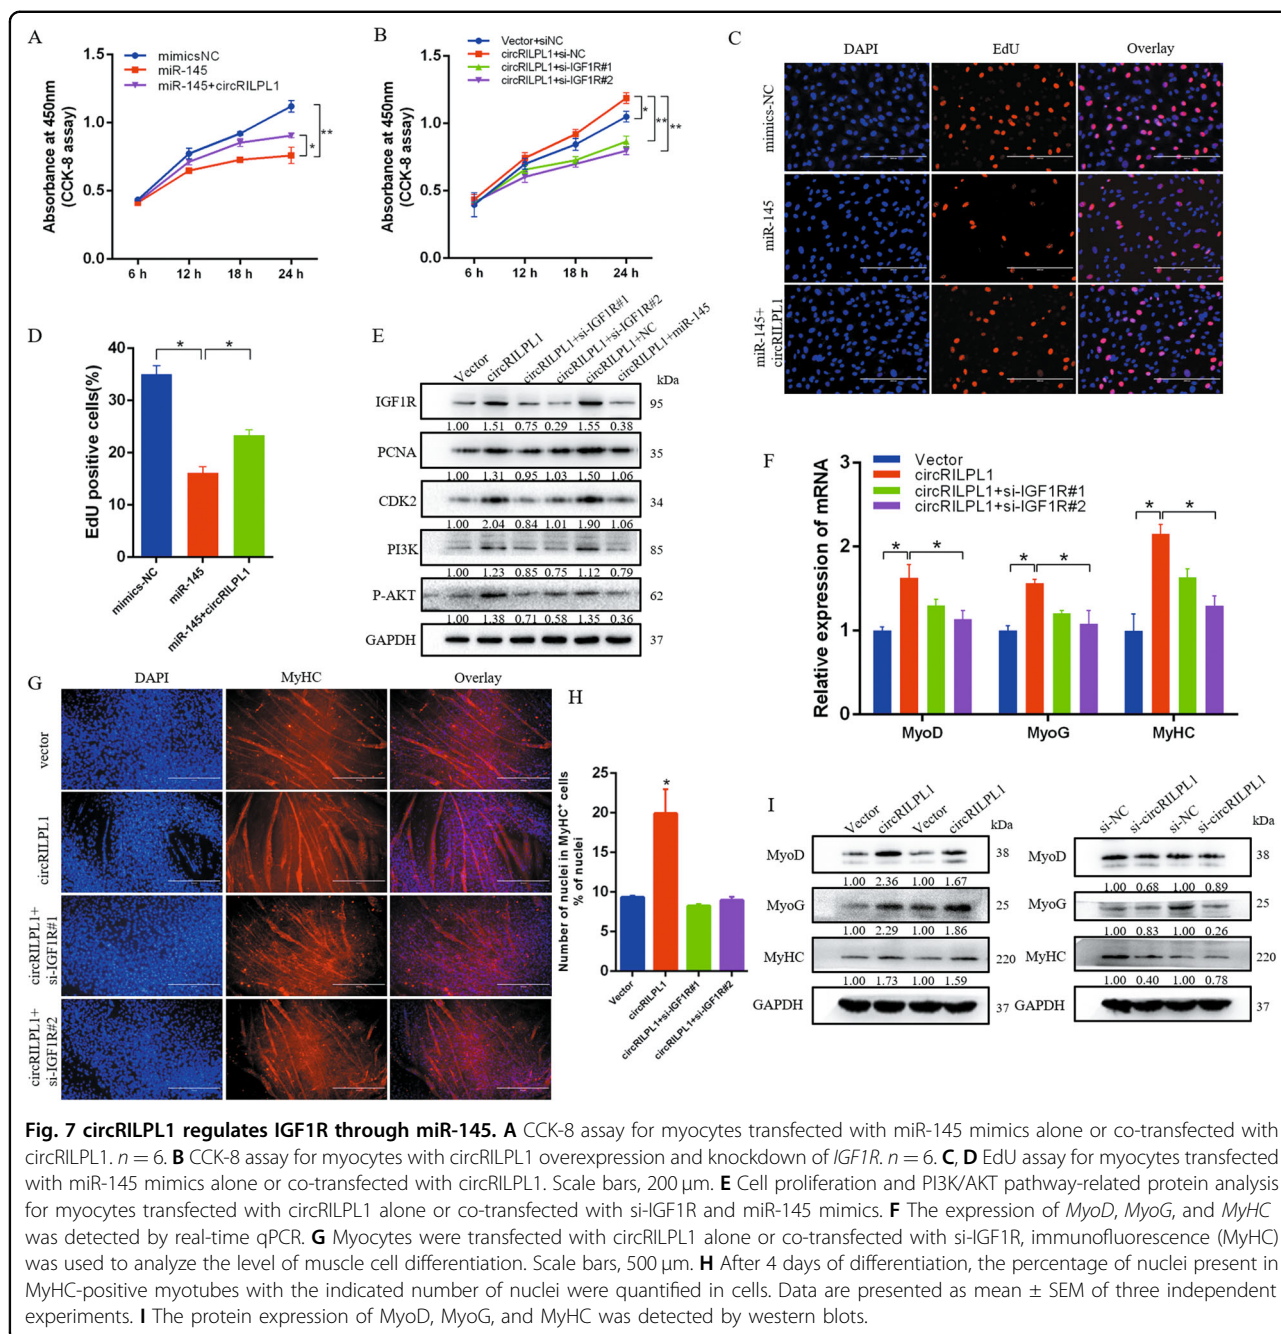 A
mimicsNC
miR-145
miR-145+circRILPL1
Absorbance at 450nm
(CCK-8 assay)
1.5
1.0
0.5
0.0
6 h 12 h 18 h 24 h
*
**
B
Vector+siNC
circRILPL1+si-NC
circRILPL1+si-IGF1R#1
circRILPL1+si-IGF1R#2
Absorbance at 450nm
(CCK-8 assay)
1.5
1.0
0.5
0.0
6 h 12 h 18 h 24 h
*
**
**
C
DAPI EdU Overlay
mimics-NC
miR-145
miR-145+
circRILPL1
D
EdU positive cells(%)
40
30
20
10
0
* *
mimics-NC
miR-145
miR-145+circRILPL1
E
Vector
circRILPL1
circRILPL1+si-IGF1R#1
circRILPL1+si-IGF1R#2
circRILPL1+NC
circRILPL1+miR-145
kDa
IGF1R 95
1.00 1.51 0.75 0.29 1.55 0.38
PCNA 35
1.00 1.31 0.95 1.03 1.50 1.06
CDK2 34
1.00 2.04 0.84 1.01 1.90 1.06
PI3K 85
1.00 1.23 0.85 0.75 1.12 0.79
P-AKT 62
1.00 1.38 0.71 0.58 1.35 0.36
GAPDH 37
F
Vector
circRILPL1
circRILPL1+si-IGF1R#1
circRILPL1+si-IGF1R#2
Relative expression of mRNA
3
2
1
0
* * * * * *
MyoD MyoG MyHC
G
DAPI MyHC Overlay
vector
circRILPL1
circRILPL1+
si-IGF1R#1
circRILPL1+
si-IGF1R#2
H
Number of nuclei in MyHC⁺ cells
% of nuclei
25
20
15
10
5
0
*
Vector
circRILPL1
circRILPL1+si-IGF1R#1
circRILPL1+si-IGF1R#2
I
Vector circRILPL1 Vector circRILPL1
kDa
MyoD 38
1.00 2.36 1.00 1.67
MyoG 25
1.00 2.29 1.00 1.86
MyHC 220
1.00 1.73 1.00 1.59
GAPDH 37
si-NC si-circRILPL1 si-NC si-circRILPL1
kDa
MyoD 38
1.00 0.68 1.00 0.89
MyoG 25
1.00 0.83 1.00 0.26
MyHC 220
1.00 0.40 1.00 0.78
GAPDH 37
Fig. 7 circRILPL1 regulates IGF1R through miR-145. A CCK-8 assay for myocytes transfected with miR-145 mimics alone or co-transfected with
circRILPL1. n = 6. B CCK-8 assay for myocytes with circRILPL1 overexpression and knockdown of IGF1R. n = 6. C, D EdU assay for myocytes transfected
with miR-145 mimics alone or co-transfected with circRILPL1. Scale bars, 200 μm. E Cell proliferation and PI3K/AKT pathway-related protein analysis
for myocytes transfected with circRILPL1 alone or co-transfected with si-IGF1R and miR-145 mimics. F The expression of MyoD, MyoG, and MyHC
was detected by real-time qPCR. G Myocytes were transfected with circRILPL1 alone or co-transfected with si-IGF1R, immunofluorescence (MyHC)
was used to analyze the level of muscle cell differentiation. Scale bars, 500 μm. H After 4 days of differentiation, the percentage of nuclei present in
MyHC-positive myotubes with the indicated number of nuclei were quantified in cells. Data are presented as mean ± SEM of three independent
experiments. I The protein expression of MyoD, MyoG, and MyHC was detected by western blots.